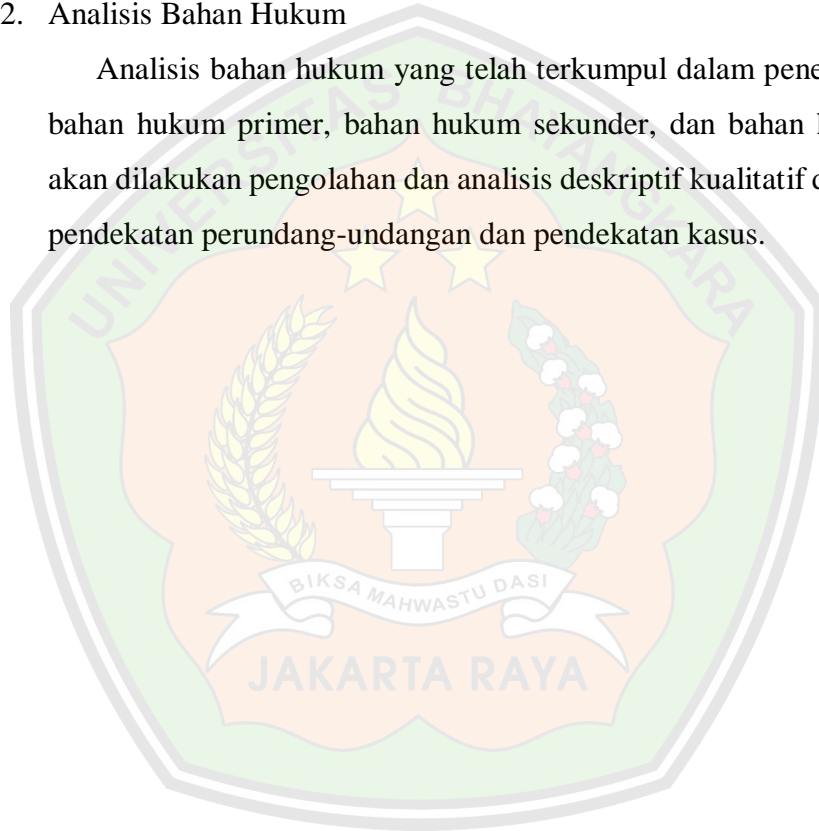 2. Analisis Bahan Hukum
Analisis bahan hukum yang telah terkumpul dalam pene
bahan hukum primer, bahan hukum sekunder, dan bahan
akan dilakukan pengolahan dan analisis deskriptif kualitatif
pendekatan perundang-undangan dan pendekatan kasus.
UNIVERSITAS BHAYANGKARA
BIKSA MAHWASTU DASI
JAKARTA RAYA